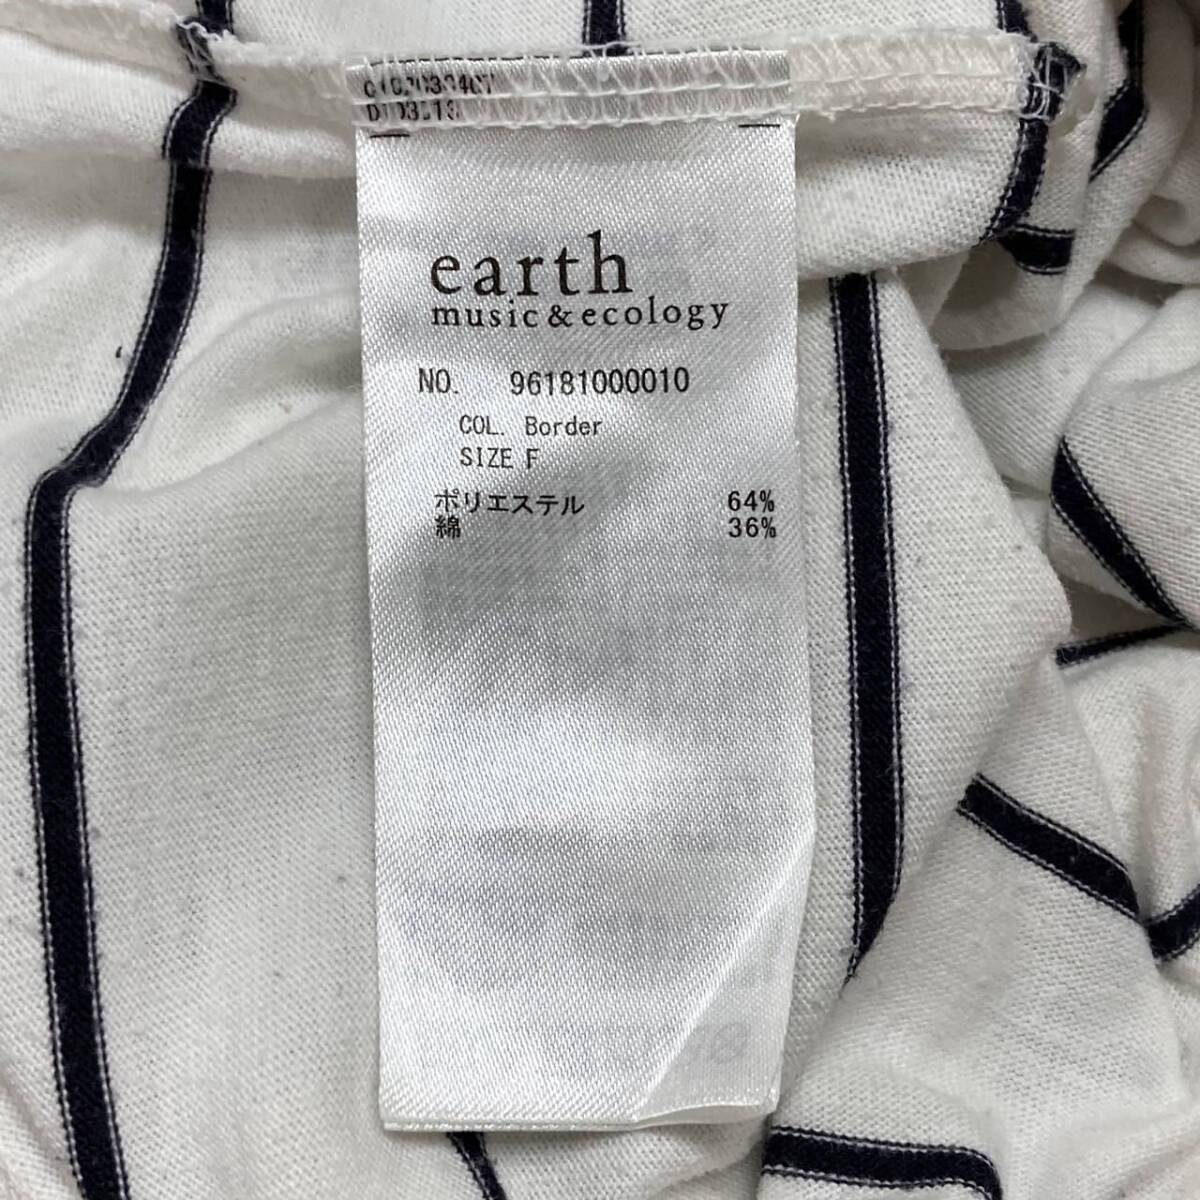 earth
music & ecology
NO. 96181000010
COL. Border
SIZE F
ポリエステル 64%
綿 36%